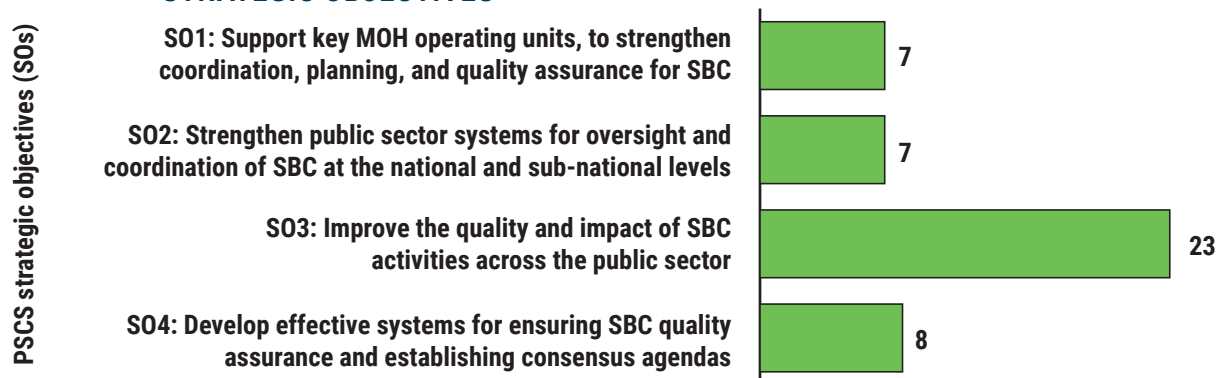 PSCS strategic objectives (SOs)
SO1: Support key MOH operating units, to strengthen
coordination, planning, and quality assurance for SBC
7
SO2: Strengthen public sector systems for oversight and
coordination of SBC at the national and sub-national levels
7
SO3: Improve the quality and impact of SBC
activities across the public sector
23
SO4: Develop effective systems for ensuring SBC quality
assurance and establishing consensus agendas
8